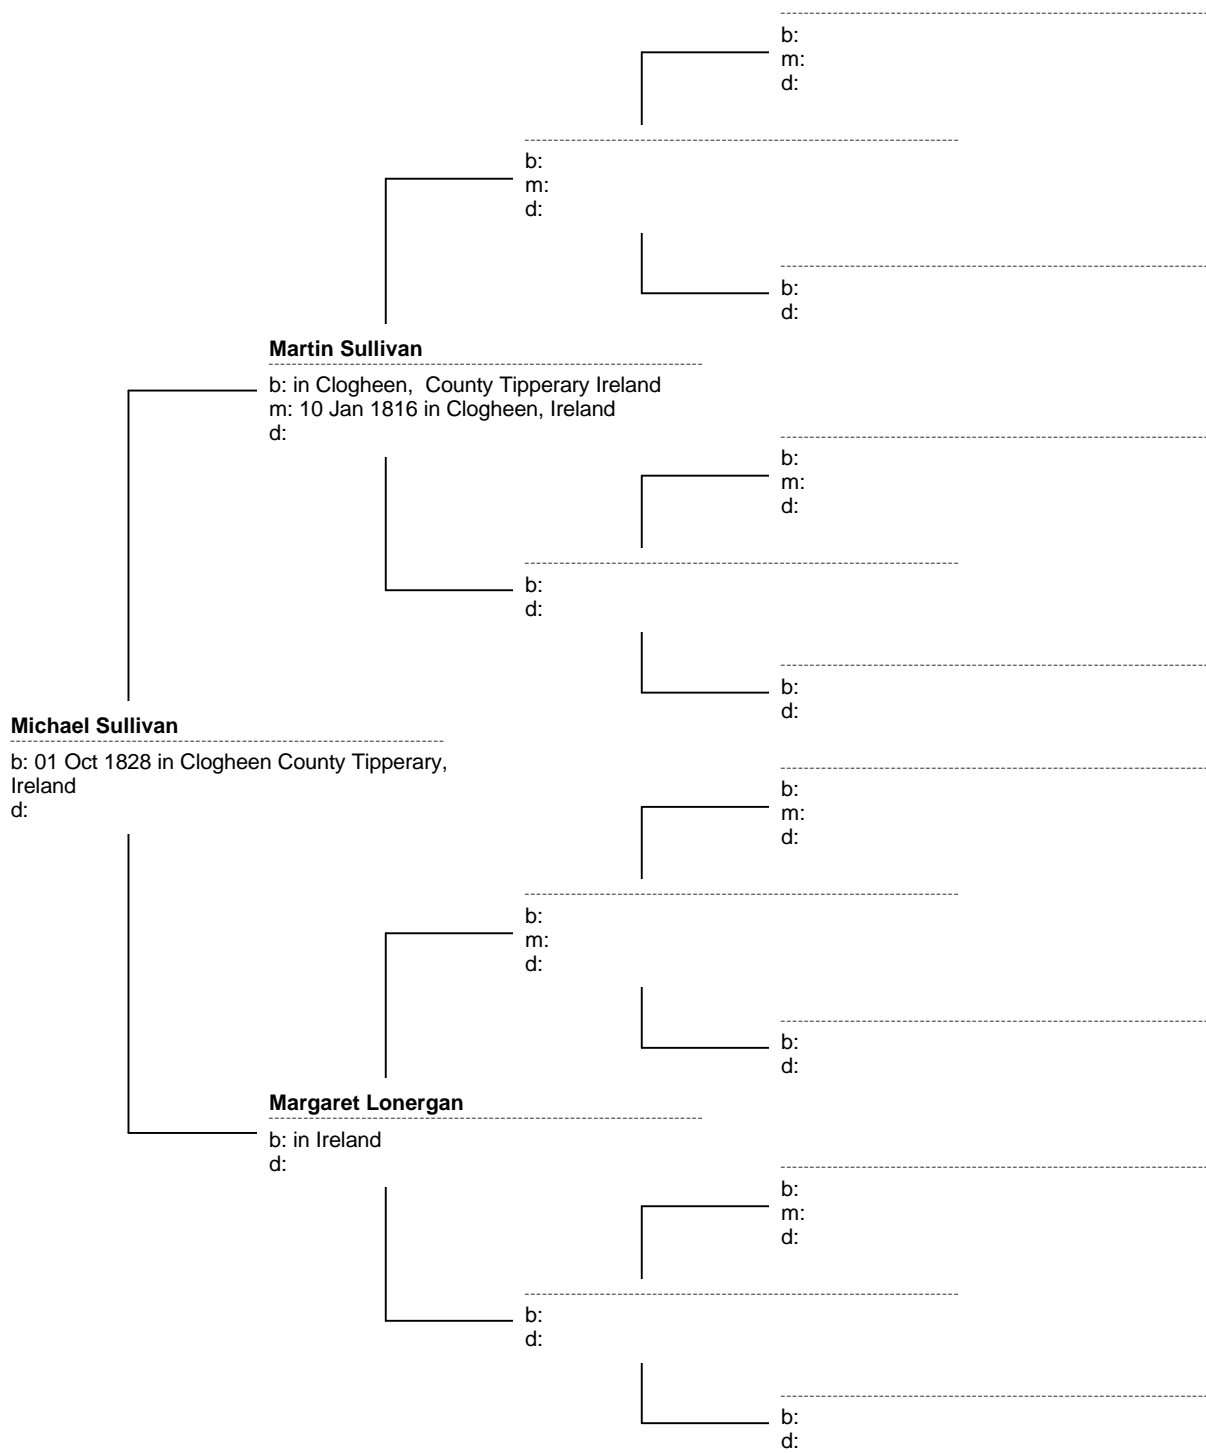 b:
m:
d:
b:
m:
d:
b:
d:
Martin Sullivan
b: in Clogheen,  County Tipperary Ireland
m: 10 Jan 1816 in Clogheen, Ireland
d:
b:
m:
d:
b:
d:
b:
d:
Michael Sullivan
b: 01 Oct 1828 in Clogheen County Tipperary,
Ireland
d:
b:
m:
d:
b:
m:
d:
b:
d:
Margaret Lonergan
b: in Ireland
d:
b:
m:
d:
b:
d:
b:
d: